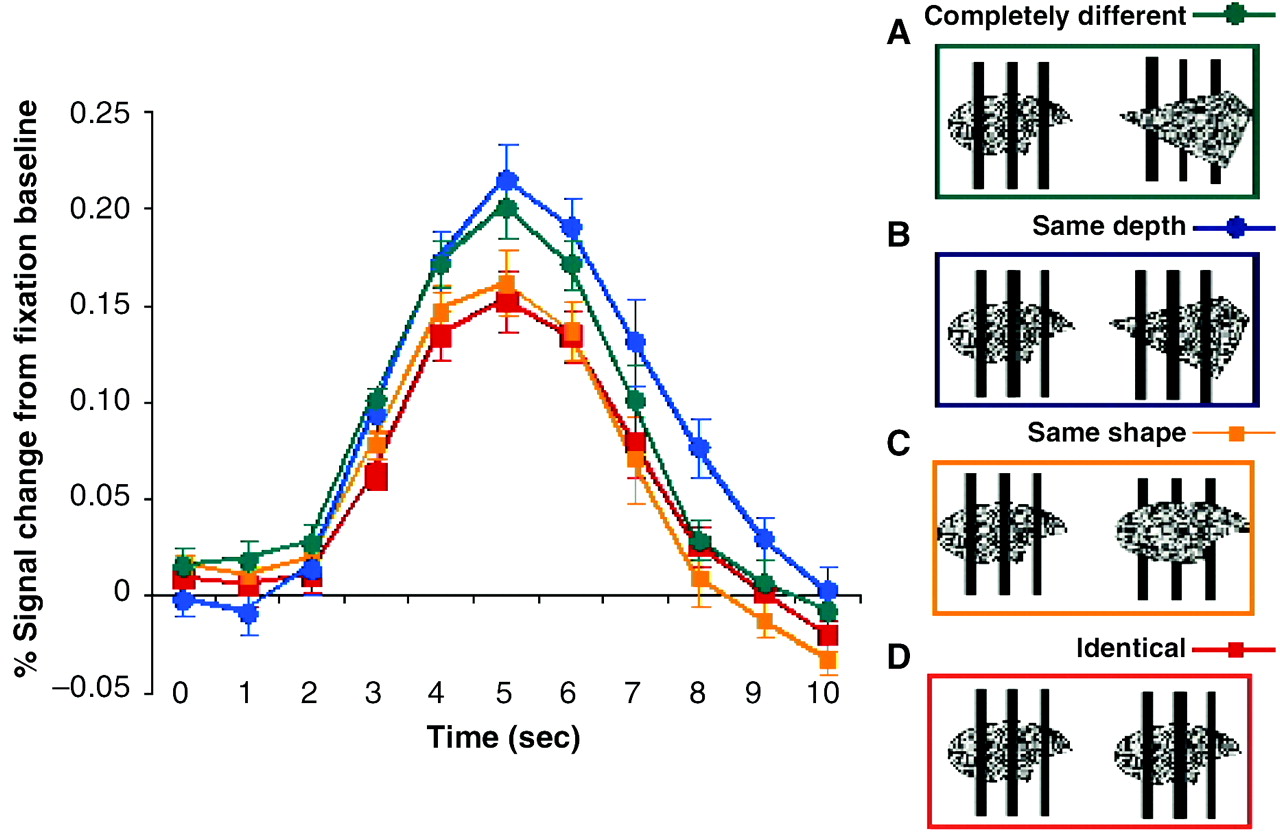 % Signal change from fixation baseline
0.25
0.20
0.15
0.10
0.05
0
–0.05
0 1 2 3 4 5 6 7 8 9 10
Time (sec)
A Completely different
B Same depth
C Same shape
D Identical